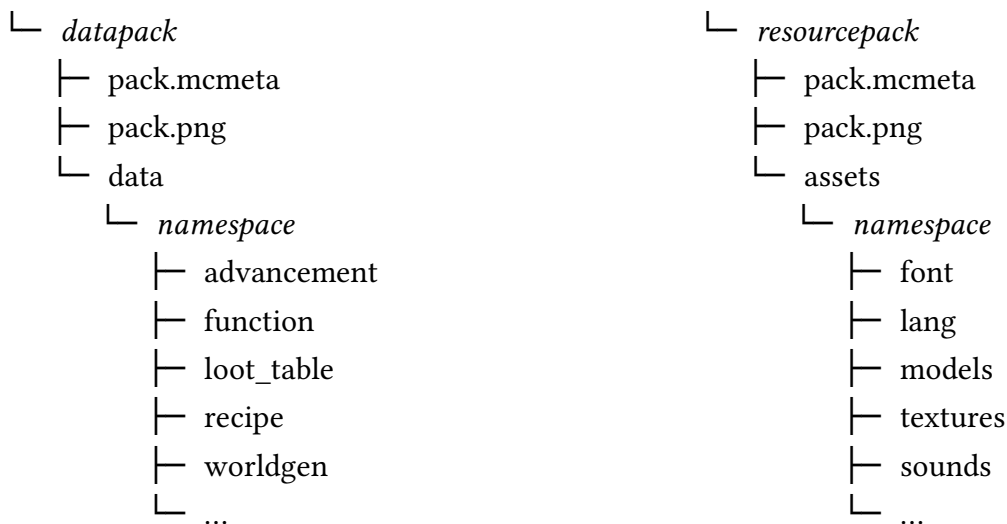 datapack
pack.mcmeta
pack.png
data
namespace
advancement
function
loot_table
recipe
worldgen
...
resourcepack
pack.mcmeta
pack.png
assets
namespace
font
lang
models
textures
sounds
...